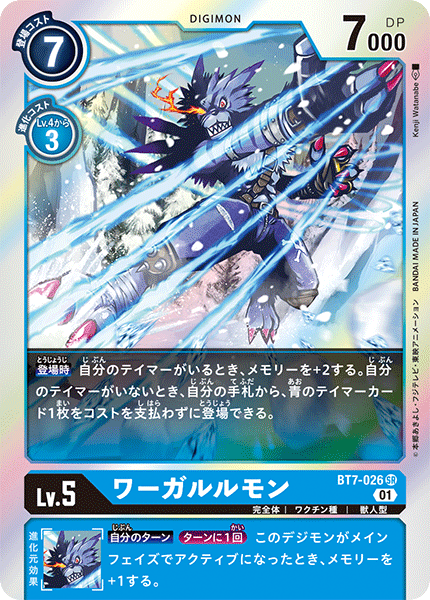 DIGIMON
登場コスト
7
7000
DP
進化コスト
Lv.4から
3
Kenji Watanabe
BANDAI MADE IN JAPAN
©本郷あきよし・フジテレビ・東映アニメーション
登場時 自分のテイマーがいるとき、メモリーを+2する。自分
のテイマーがいないとき、自分の手札から、青のテイマーカー
ド1枚をコストを支払わずに登場できる。
BT7-026 SR
01
Lv.5
ワーガルルモン
完全体 ワクチン種 獣人型
進化元効果
自分のターン ターンに1回 このデジモンがメイン
フェイズでアクティブになったとき、メモリーを
+1する。